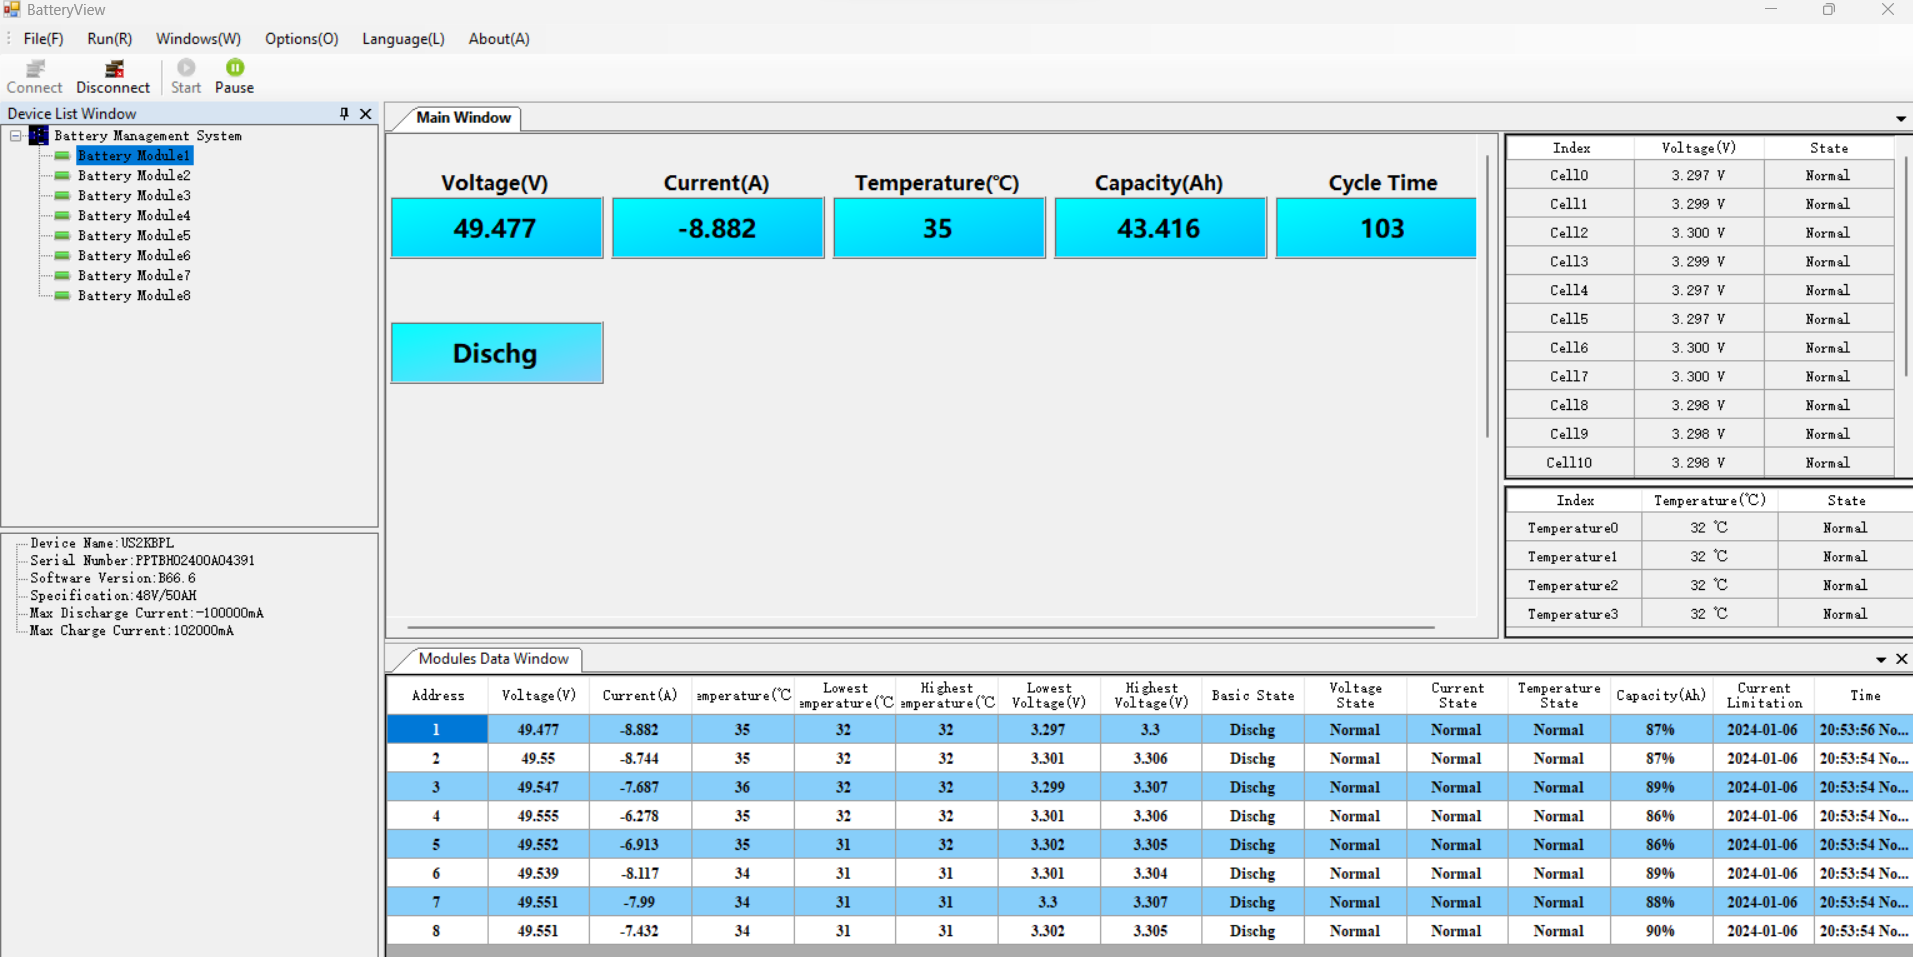 BatteryView
File(F) Run(R) Windows(W) Options(O) Language(L) About(A)
Connect Disconnect Start Pause
Device List Window
Battery Management System
Battery Module1
Battery Module2
Battery Module3
Battery Module4
Battery Module5
Battery Module6
Battery Module7
Battery Module8
Device Name:US2KBPL
Serial Number:PPTBH02400A04391
Software Version:B66.6
Specification:48V/50AH
Max Discharge Current:-100000mA
Max Charge Current:102000mA
Main Window
Voltage(V) Current(A) Temperature(℃) Capacity(Ah) Cycle Time
49.477 -8.882 35 43.416 103
Dischg
Index Voltage(V) State
Cell0 3.297 V Normal
Cell1 3.299 V Normal
Cell2 3.300 V Normal
Cell3 3.299 V Normal
Cell4 3.297 V Normal
Cell5 3.297 V Normal
Cell6 3.300 V Normal
Cell7 3.300 V Normal
Cell8 3.298 V Normal
Cell9 3.298 V Normal
Cell10 3.298 V Normal
Index Temperature(℃) State
Temperature0 32 ℃ Normal
Temperature1 32 ℃ Normal
Temperature2 32 ℃ Normal
Temperature3 32 ℃ Normal
Modules Data Window
Address Voltage(V) Current(A) emperature(℃ Lowest emperature(℃ Highest emperature(℃ Lowest Voltage(V) Highest Voltage(V) Basic State Voltage State Current State Temperature State Capacity(Ah) Current Limitation Time
1 49.477 -8.882 35 32 32 3.297 3.3 Dischg Normal Normal Normal 87% 2024-01-06 20:53:56 No...
2 49.55 -8.744 35 32 32 3.301 3.306 Dischg Normal Normal Normal 87% 2024-01-06 20:53:54 No...
3 49.547 -7.687 36 32 32 3.299 3.307 Dischg Normal Normal Normal 89% 2024-01-06 20:53:54 No...
4 49.555 -6.278 35 32 32 3.301 3.306 Dischg Normal Normal Normal 86% 2024-01-06 20:53:54 No...
5 49.552 -6.913 35 31 32 3.302 3.305 Dischg Normal Normal Normal 86% 2024-01-06 20:53:54 No...
6 49.539 -8.117 34 31 31 3.301 3.304 Dischg Normal Normal Normal 89% 2024-01-06 20:53:54 No...
7 49.551 -7.99 34 31 31 3.3 3.307 Dischg Normal Normal Normal 88% 2024-01-06 20:53:54 No...
8 49.551 -7.432 34 31 31 3.302 3.305 Dischg Normal Normal Normal 90% 2024-01-06 20:53:54 No...